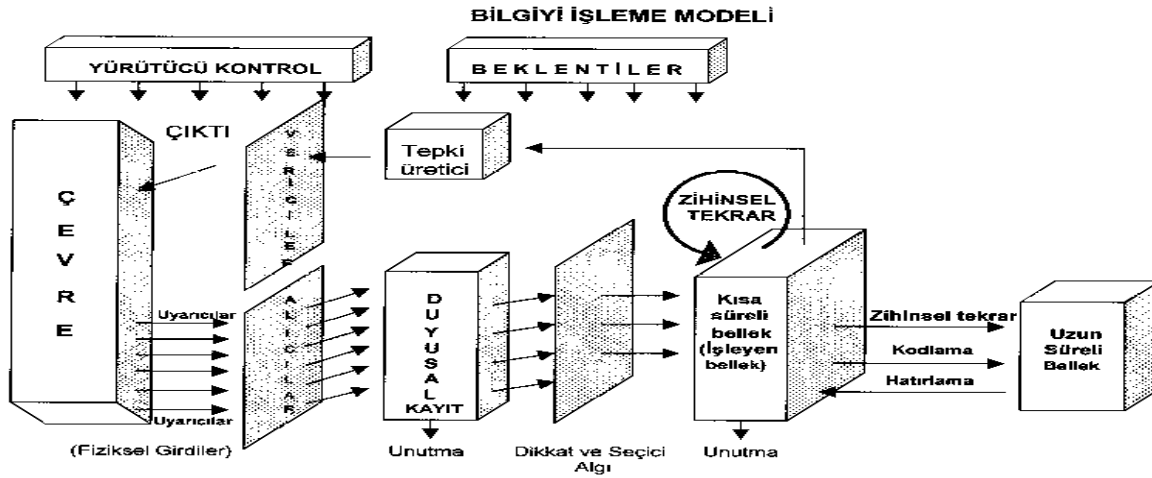 BİLGİYİ İŞLEME MODELİ
YÜRÜTÜCÜ KONTROL
BEKLENTİLER
ÇIKTI
VERİCİLER
Tepki
üretici
ZİHİNSEL
TEKRAR
ÇEVRE
Uyarıcılar
Uyarıcılar
(Fiziksel Girdiler)
ALICILAR
DUYUSAL
KAYIT
Unutma
Dikkat ve Seçici
Algı
Kısa
süreli
bellek
(İşleyen
bellek)
Unutma
Zihinsel tekrar
Kodlama
Hatırlama
Uzun
Süreli
Bellek